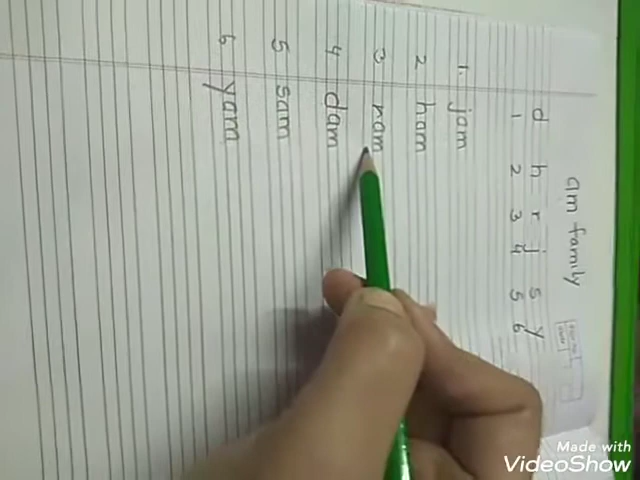 am family
d h r j s y
1 2 3 4 5 6
1. jam
2 ham
3 ram
4 dam
5 sam
6 yam
Made with
VideoShow